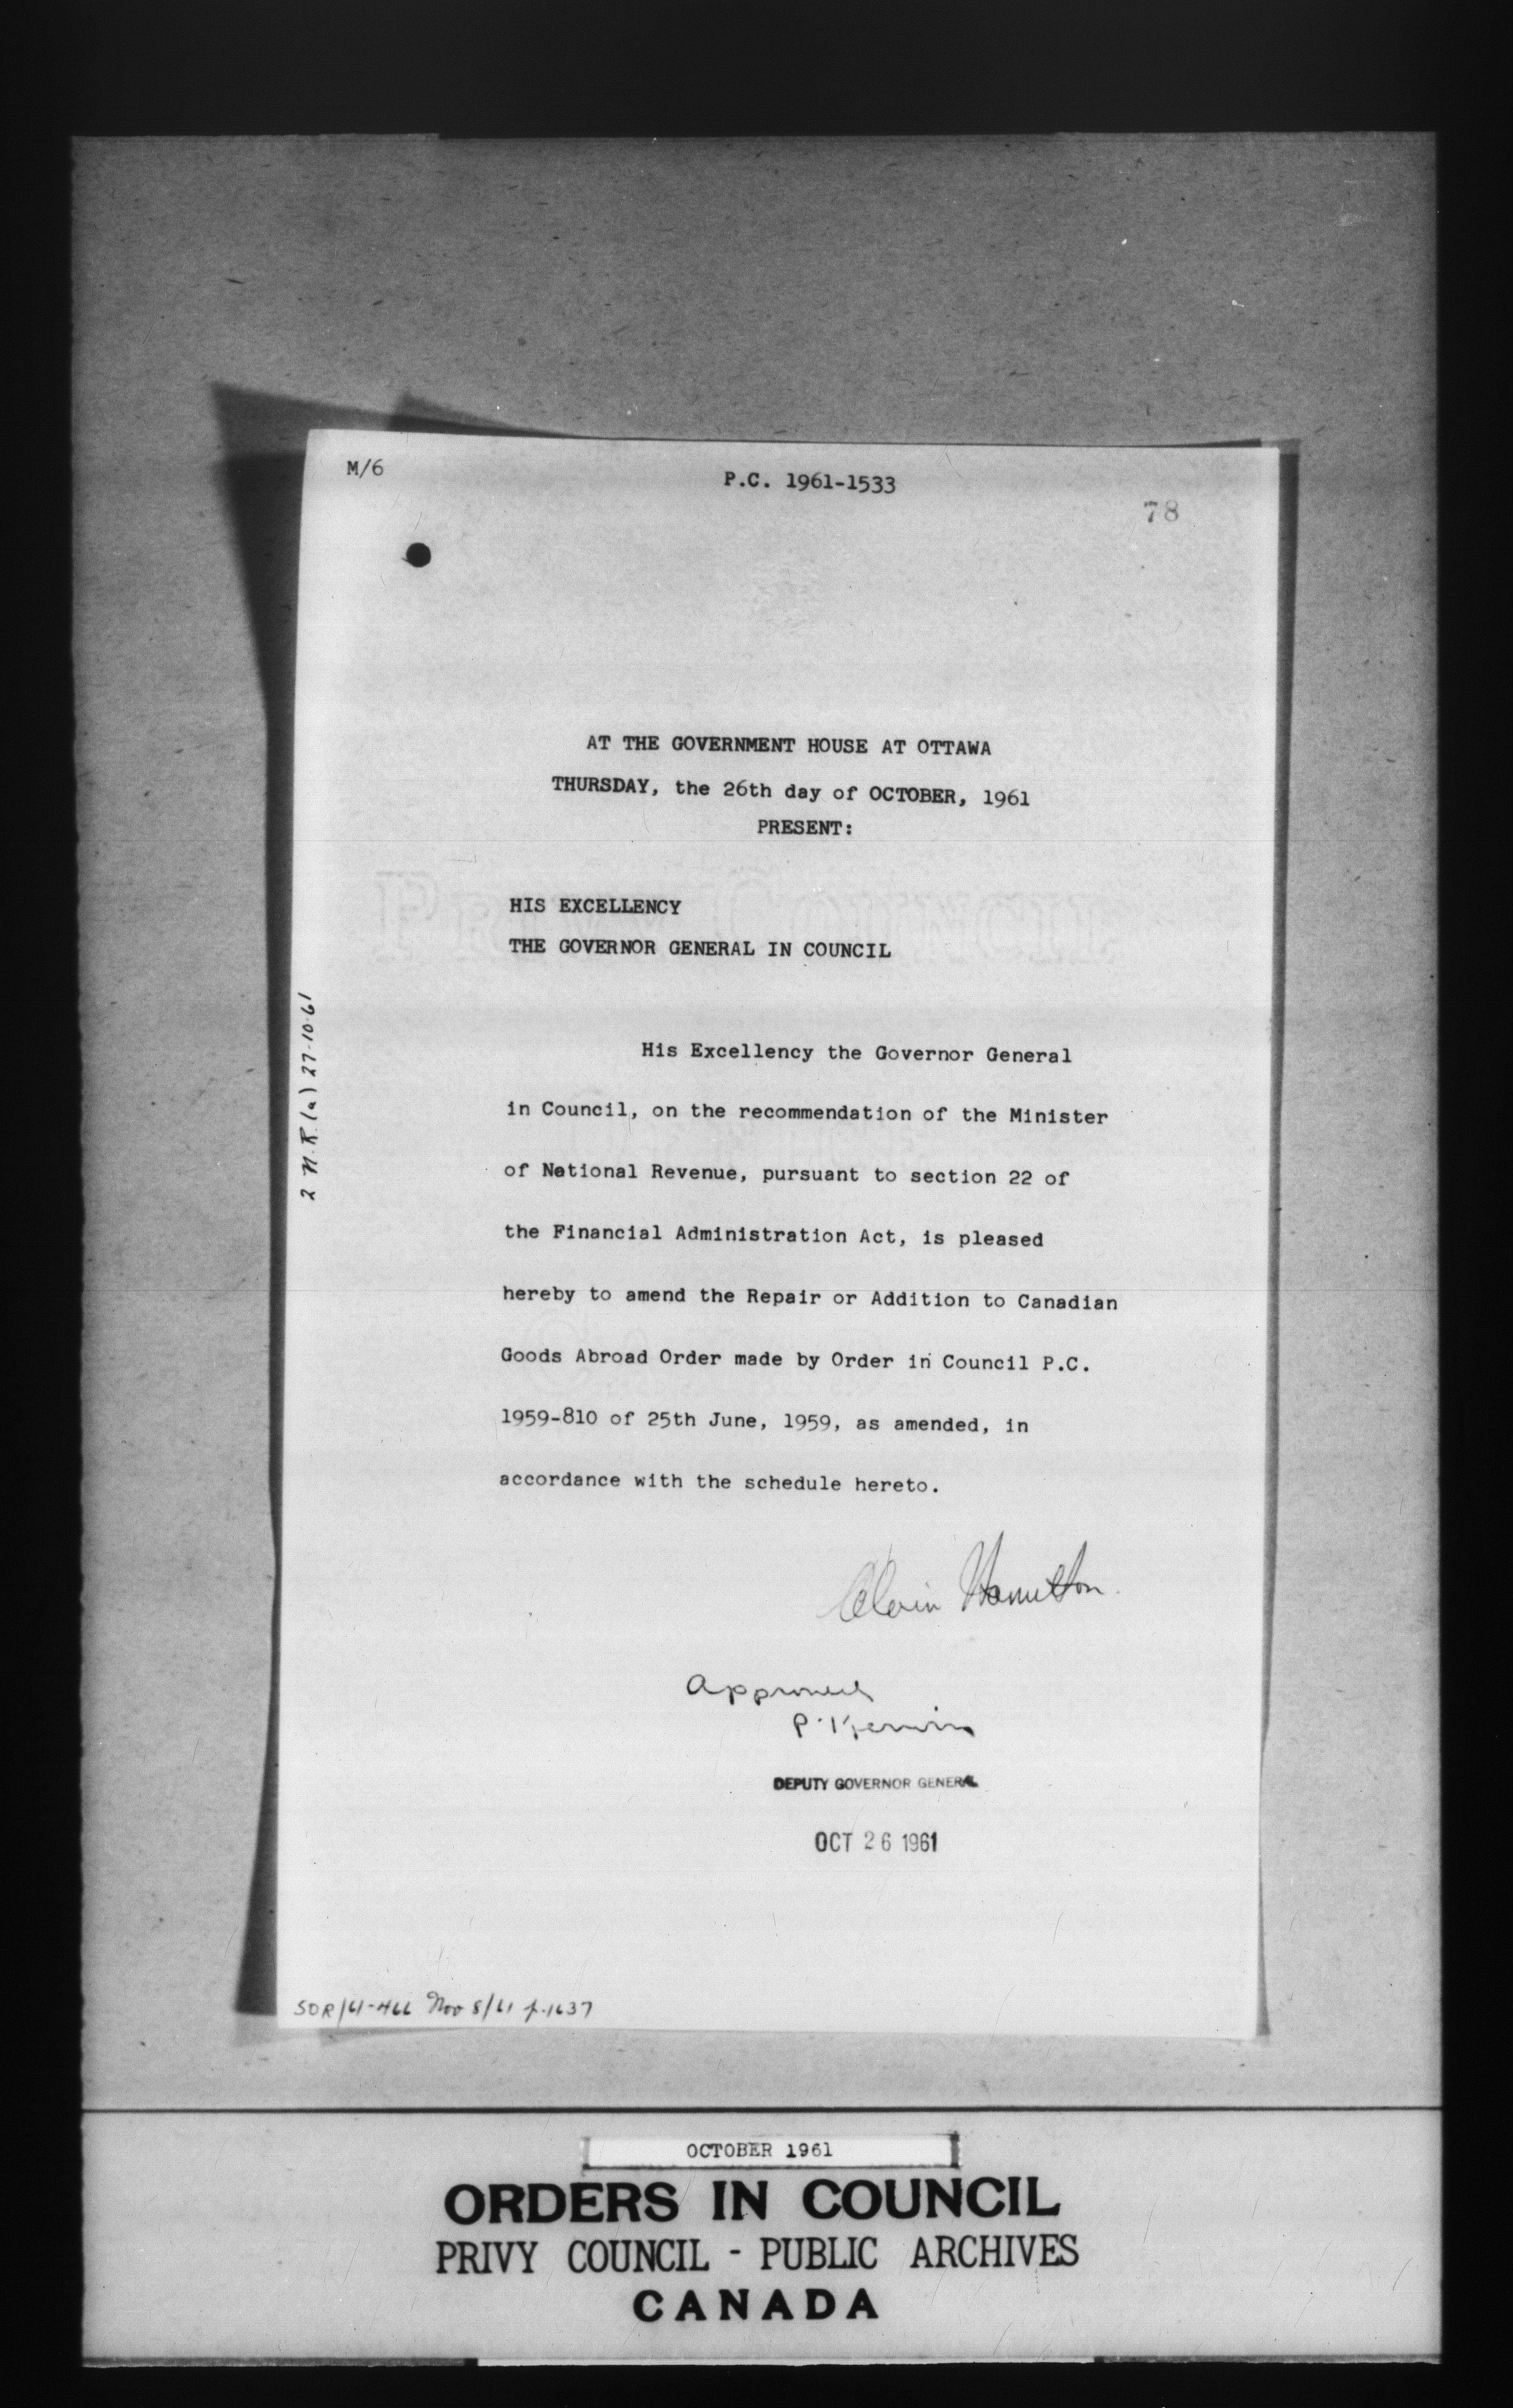 M/6
P.C. 1961-1533
78
AT THE GOVERNMENT HOUSE AT OTTAWA
THURSDAY, the 26th day of OCTOBER, 1961
PRESENT:
HIS EXCELLENCY
THE GOVERNOR GENERAL IN COUNCIL
2 N.R. (a) 27-10-61
His Excellency the Governor General
in Council, on the recommendation of the Minister
of National Revenue, pursuant to section 22 of
the Financial Administration Act, is pleased
hereby to amend the Repair or Addition to Canadian
Goods Abroad Order made by Order in Council P.C.
1959-810 of 25th June, 1959, as amended, in
accordance with the schedule hereto.
Alvin Hamilton.
Approved
P. Kerwin
DEPUTY GOVERNOR GENERAL
OCT 26 1961
SOR/61-466 Nov 8/61 p.1637
OCTOBER 1961
ORDERS IN COUNCIL
PRIVY COUNCIL - PUBLIC ARCHIVES
CANADA